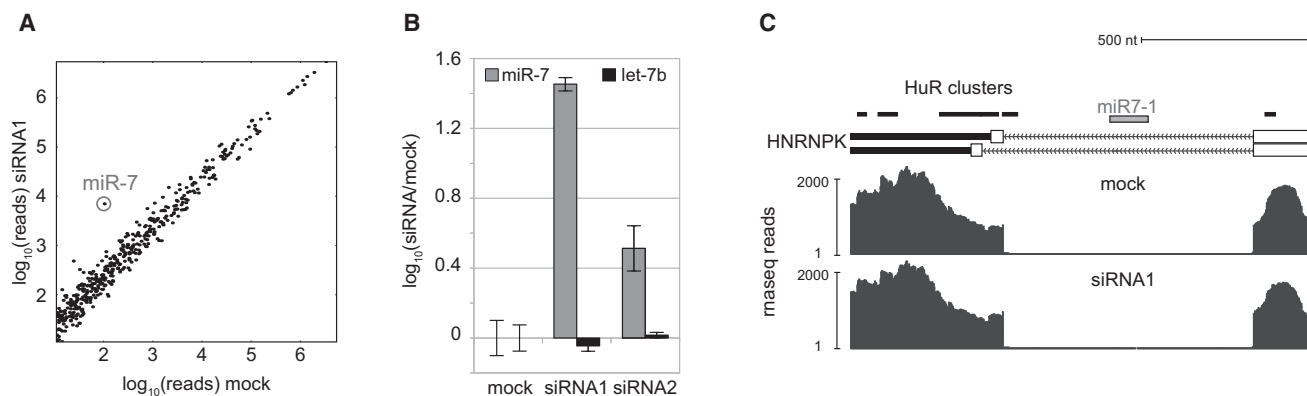 A
log10(reads) siRNA1
6
5
4
3
2
miR-7
2 3 4 5 6
log10(reads) mock
B
log10(siRNA/mock)
1.6
1.2
0.8
0.4
0
miR-7 let-7b
mock siRNA1 siRNA2
C
500 nt
HuR clusters
miR7-1
HNRNPK
rnaseq reads
2000
mock
1
2000
siRNA1
1